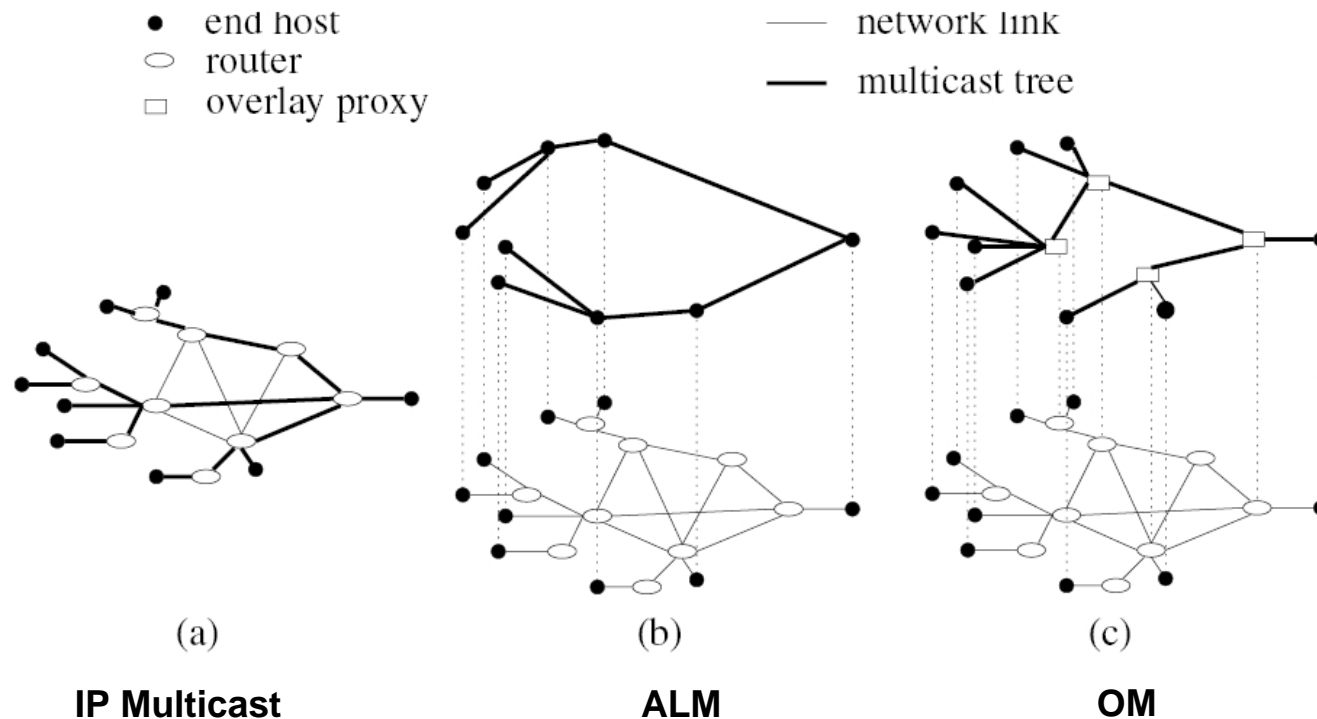 end host
router
overlay proxy
network link
multicast tree
(a)
(b)
(c)
IP Multicast
ALM
OM